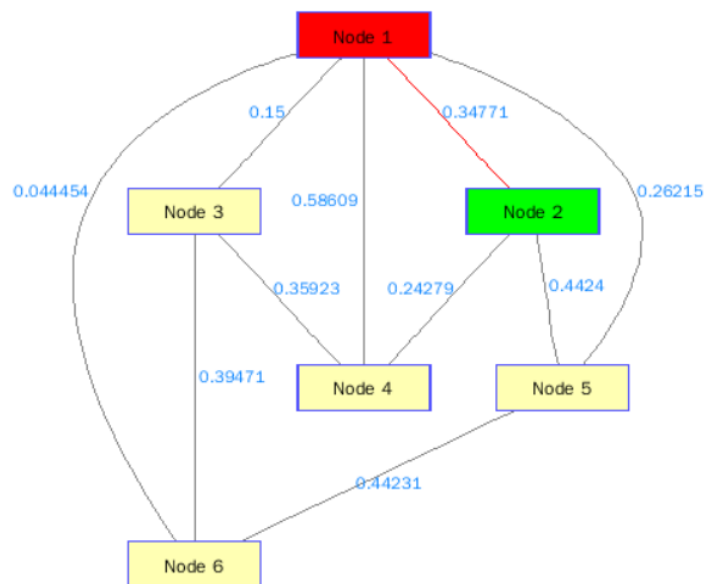 Node 1
0.15
0.34771
0.044454
0.58609
0.26215
Node 3
Node 2
0.35923
0.24279
0.4424
0.39471
Node 4
Node 5
0.44231
Node 6